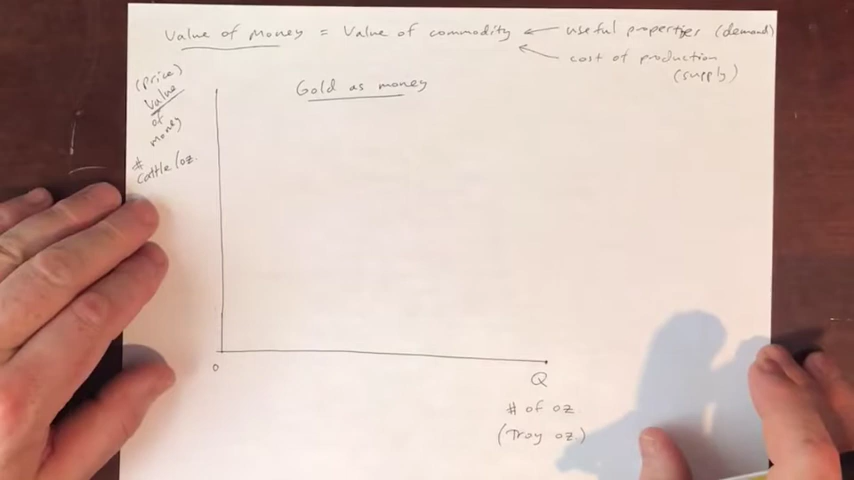 Value of money = Value of commodity ← useful properties (demand)
← cost of production
(supply)
(price)
Value
of
money
#
cattle/oz.
Gold as money
0
Q
# of oz
(Troy oz.)